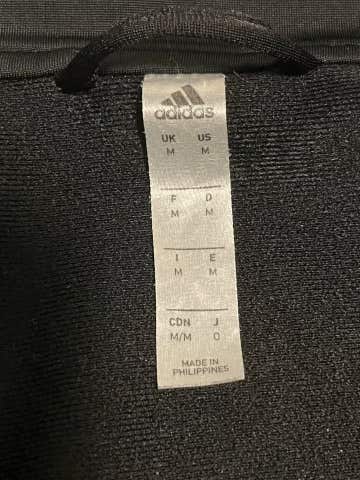 adidas
UK US
M M
F D
M M
I E
M M
CDN J
M/M O
MADE IN
PHILIPPINES